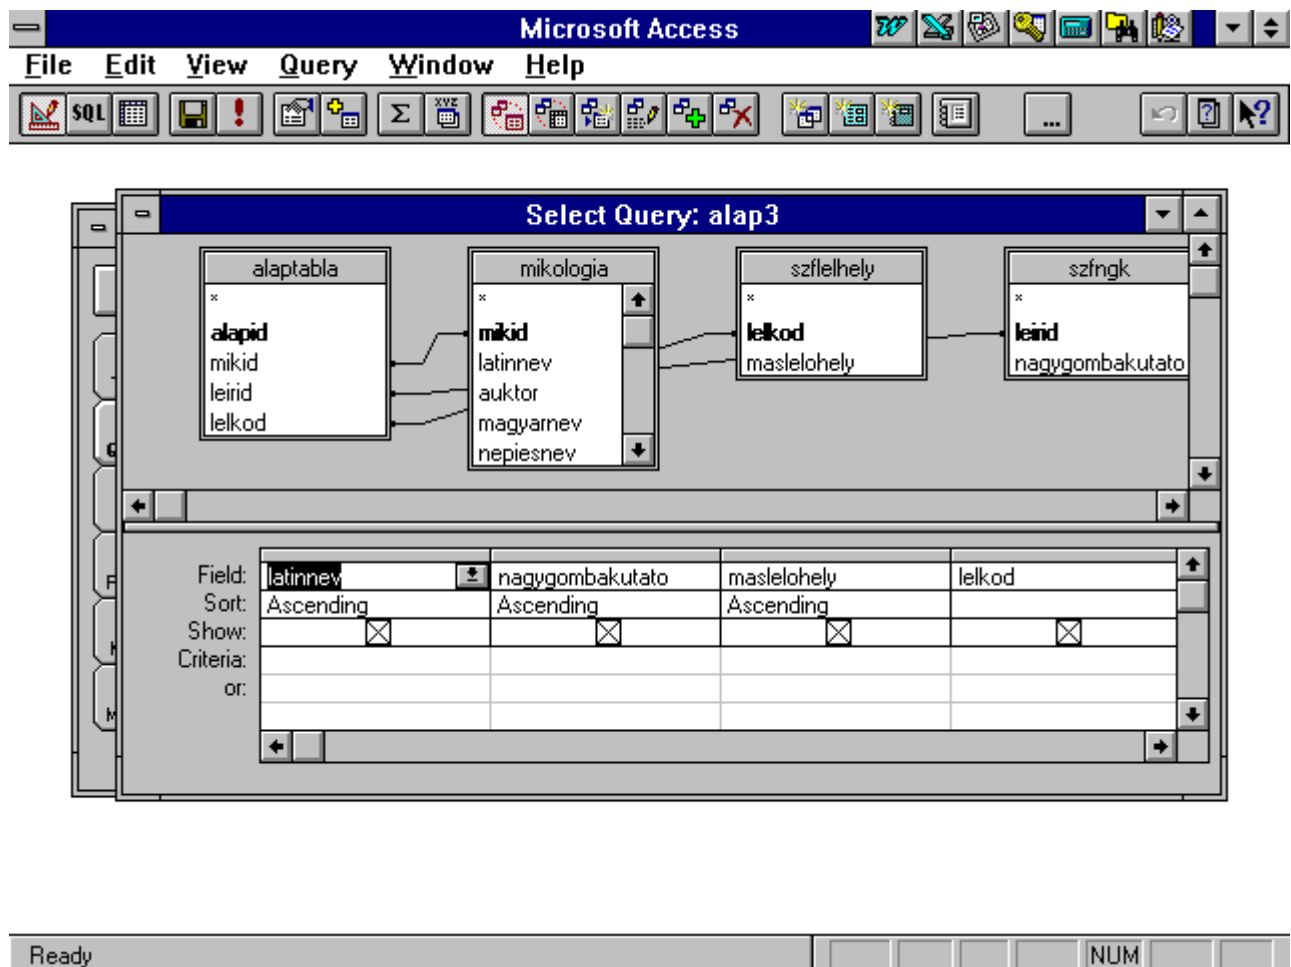 Microsoft Access
File Edit View Query Window Help
SQL Σ XYZ ...
Select Query: alap3
alaptabla mikologia szflelhely szfngk
* * * *
alapid mikid lelkod leirid
mikid latinnev maslelohely nagygombakutato
leirid auktor
lelkod magyarnev
nepiesnev
Field: latinnev nagygombakutato maslelohely lelkod
Sort: Ascending Ascending Ascending
Show:
Criteria:
or:
Ready NUM